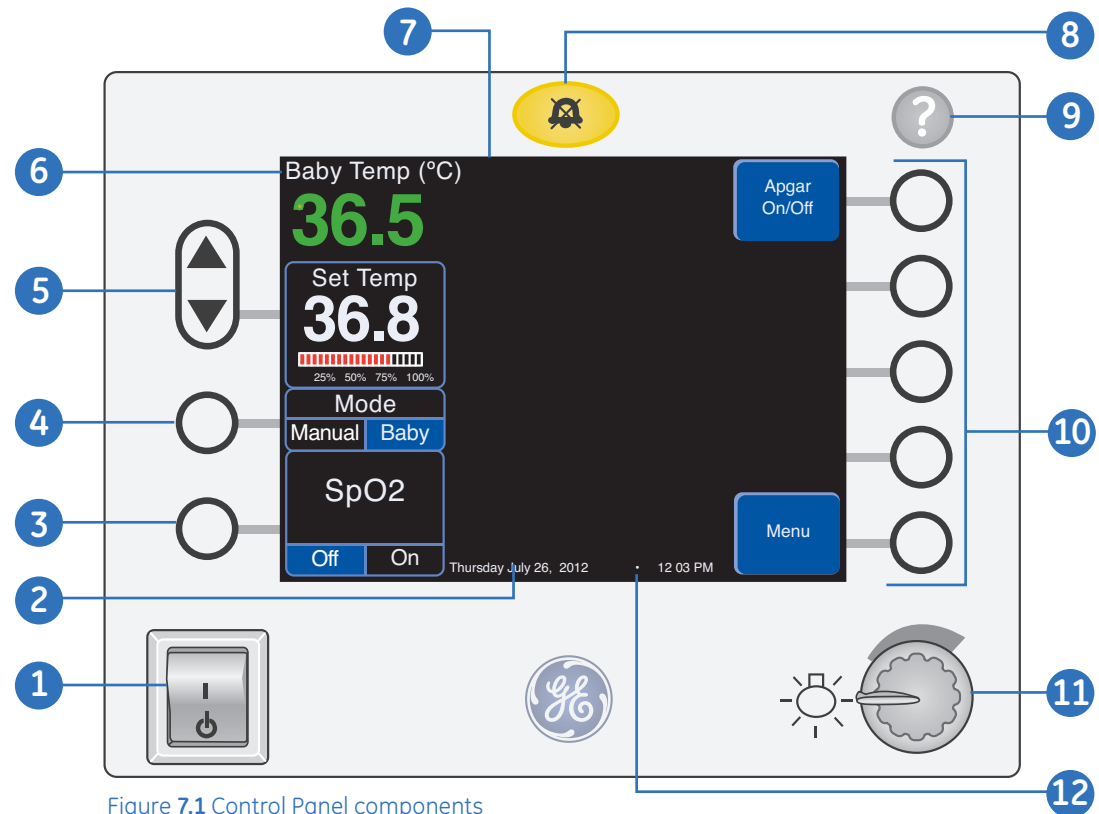 7
8
9
?
6
Baby Temp (ºC)
36.5
Apgar
On/Off
5
Set Temp
36.8
25% 50% 75% 100%
4
Mode
Manual Baby
10
3
SpO2
Menu
Off On
Thursday July 26, 2012 • 12 03 PM
2
1
GE
11
12
Figure 7.1 Control Panel components